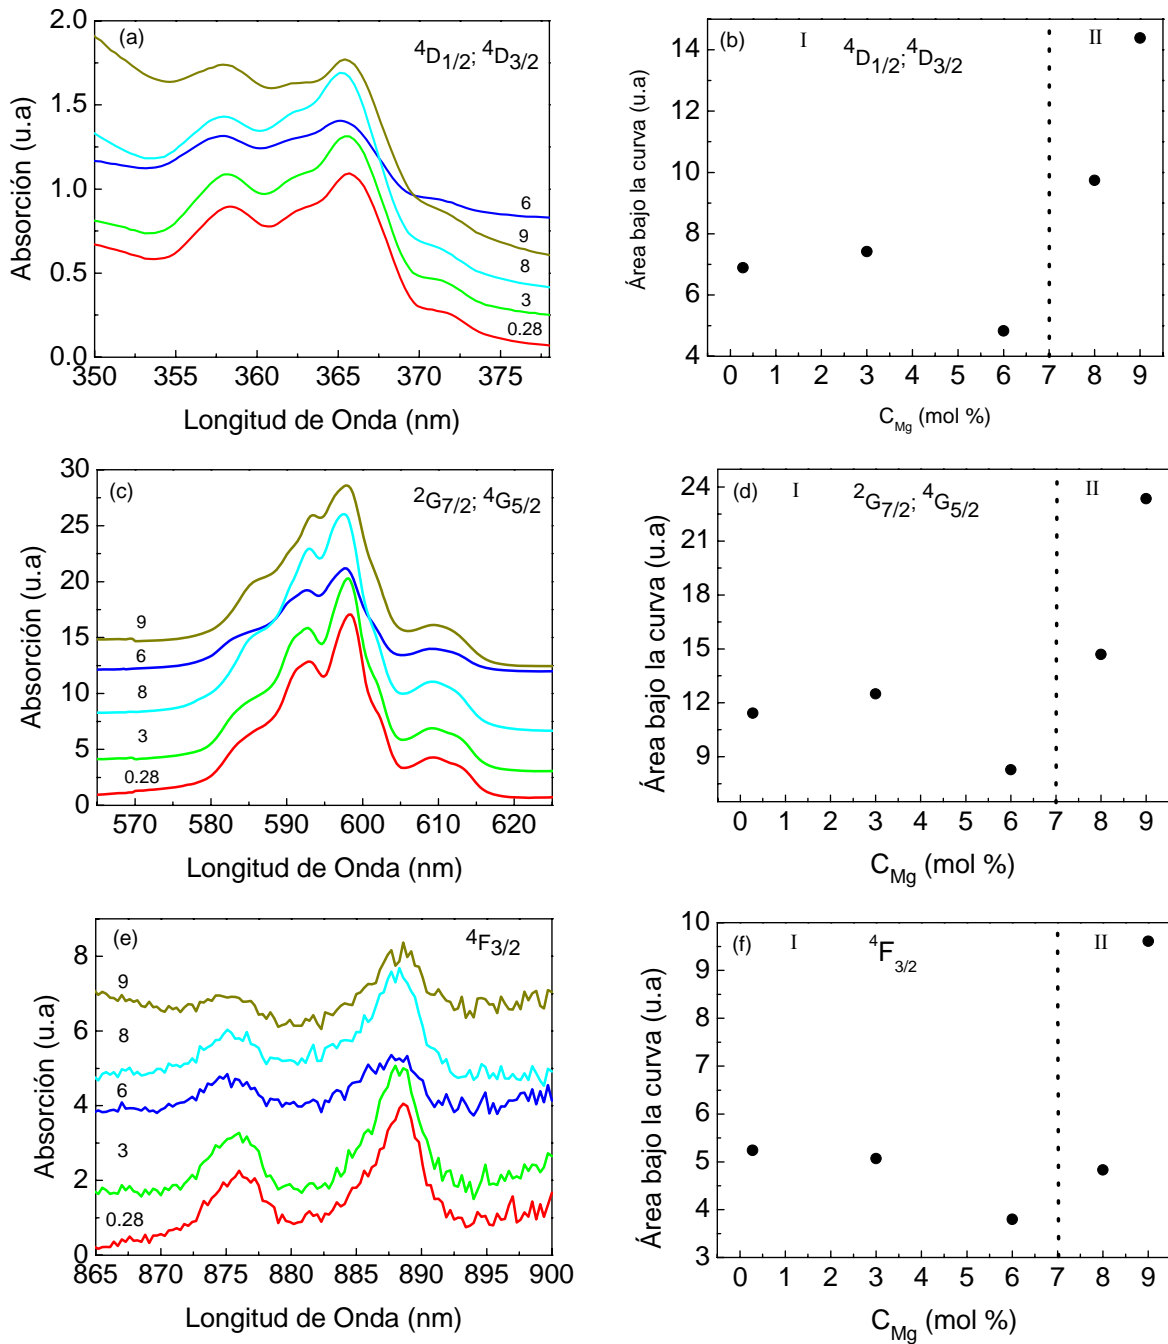 (a) ⁴D₁/₂; ⁴D₃/₂
2.0
1.5
1.0
0.5
0.0
Absorción (u.a)
6
9
8
3
0.28
350 355 360 365 370 375
Longitud de Onda (nm)
(b) I ⁴D₁/₂; ⁴D₃/₂ II
14
12
10
8
6
4
Área bajo la curva (u.a)
0 1 2 3 4 5 6 7 8 9
C_Mg (mol %)
(c) ²G₇/₂; ⁴G₅/₂
30
25
20
15
10
5
0
Absorción (u.a)
9
6
8
3
0.28
570 580 590 600 610 620
Longitud de Onda (nm)
(d) I ²G₇/₂; ⁴G₅/₂ II
24
21
18
15
12
9
Área bajo la curva (u.a)
0 1 2 3 4 5 6 7 8 9
C_Mg (mol %)
(e) ⁴F₃/₂
8
6
4
2
0
Absorción (u.a)
9
8
6
3
0.28
865 870 875 880 885 890 895 900
Longitud de Onda (nm)
(f) I ⁴F₃/₂ II
10
9
8
7
6
5
4
3
Área bajo la curva (u.a)
0 1 2 3 4 5 6 7 8 9
C_Mg (mol %)